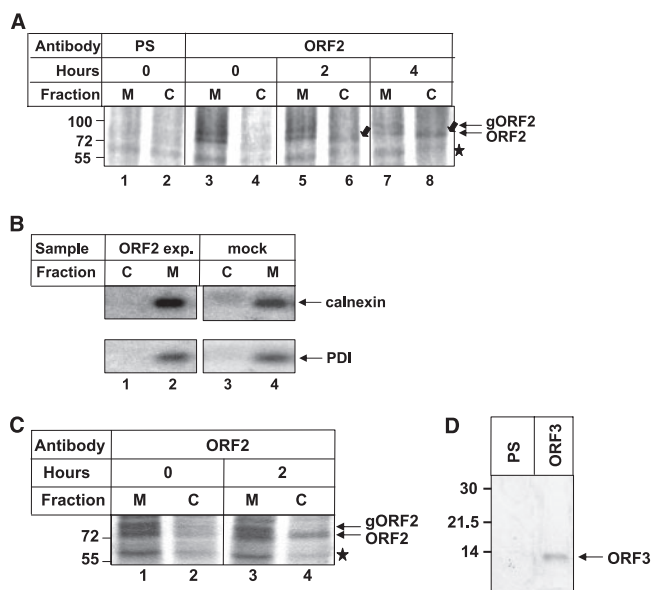 A
Antibody PS ORF2
Hours 0 0 2 4
Fraction M C M C M C M C
100
72
55
gORF2
ORF2
1 2 3 4 5 6 7 8
B
Sample ORF2 exp. mock
Fraction C M C M
calnexin
PDI
1 2 3 4
C
Antibody ORF2
Hours 0 2
Fraction M C M C
72
55
gORF2
ORF2
1 2 3 4
D
PS ORF3
30
21.5
14
ORF3